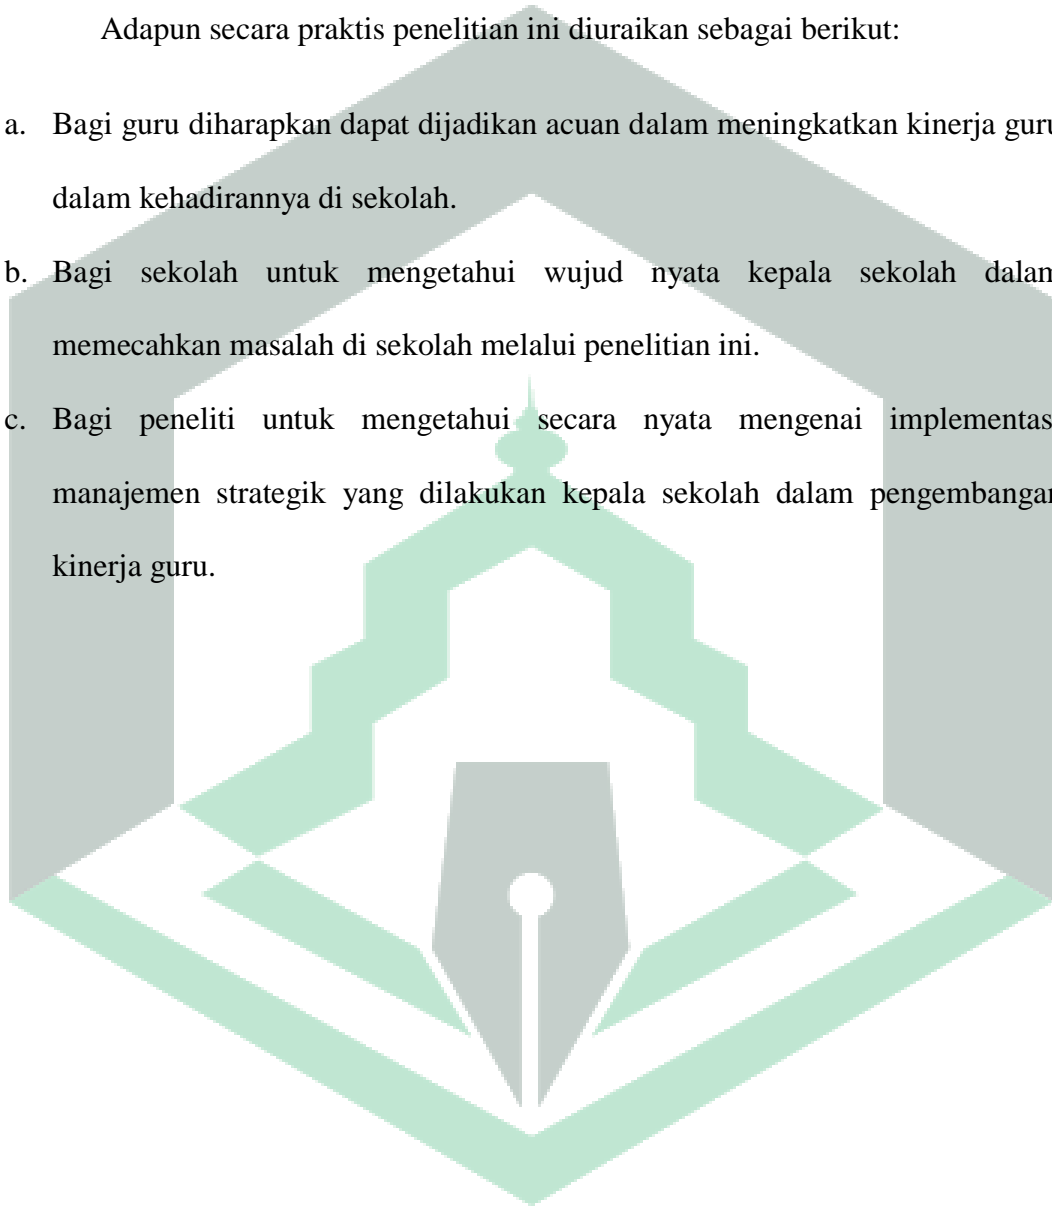 Adapun secara praktis penelitian ini diuraikan sebagai berikut:
a. Bagi guru diharapkan dapat dijadikan acuan dalam meningkatkan kinerja guru
dalam kehadirannya di sekolah.
b. Bagi sekolah untuk mengetahui wujud nyata kepala sekolah dalam
memecahkan masalah di sekolah melalui penelitian ini.
c. Bagi peneliti untuk mengetahui secara nyata mengenai implementas
manajemen strategik yang dilakukan kepala sekolah dalam pengembangan
kinerja guru.